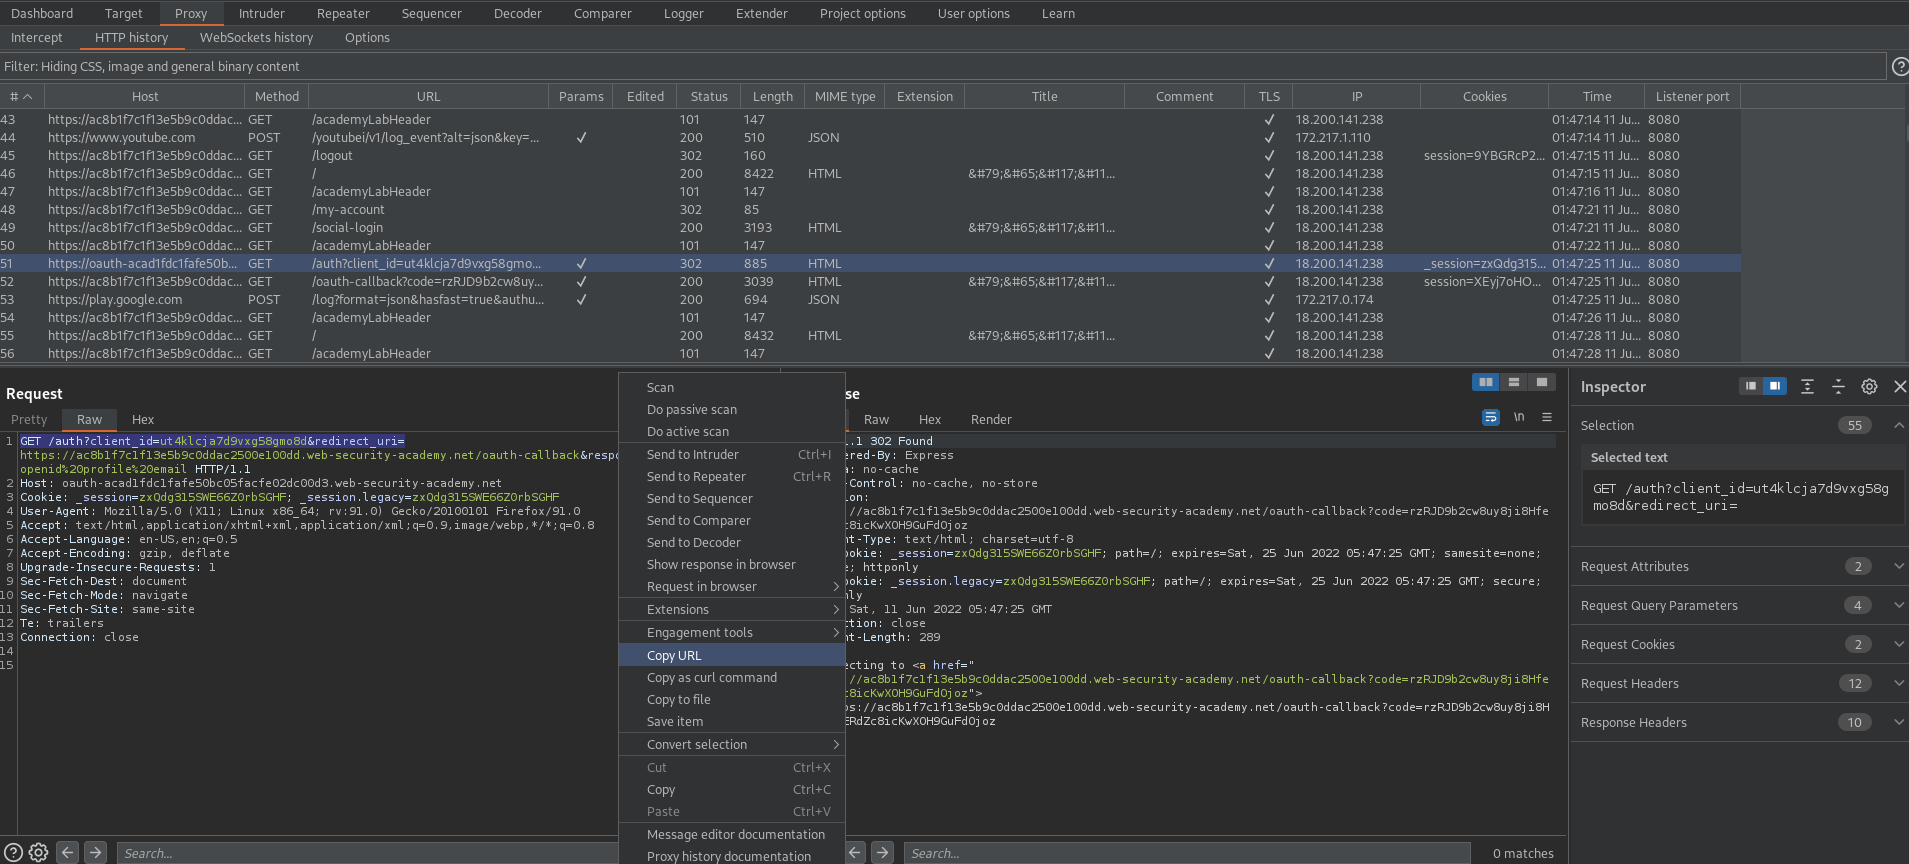 Dashboard Target Proxy Intruder Repeater Sequencer Decoder Comparer Logger Extender Project options User options Learn
Intercept HTTP history WebSockets history Options
Filter: Hiding CSS, image and general binary content
# Host Method URL Params Edited Status Length MIME type Extension Title Comment TLS IP Cookies Time Listener port
43 https://ac8b1f7c1f13e5b9c0ddac... GET /academyLabHeader 101 147 ✓ 18.200.141.238 01:47:14 11 Ju... 8080
44 https://www.youtube.com POST /youtubei/v1/log_event?alt=json&key=... ✓ 200 510 JSON ✓ 172.217.1.110 01:47:14 11 Ju... 8080
45 https://ac8b1f7c1f13e5b9c0ddac... GET /logout 302 160 ✓ 18.200.141.238 session=9YBGRcP2... 01:47:15 11 Ju... 8080
46 https://ac8b1f7c1f13e5b9c0ddac... GET / 200 8422 HTML &#79;&#65;&#117;&#11... ✓ 18.200.141.238 01:47:15 11 Ju... 8080
47 https://ac8b1f7c1f13e5b9c0ddac... GET /academyLabHeader 101 147 ✓ 18.200.141.238 01:47:16 11 Ju... 8080
48 https://ac8b1f7c1f13e5b9c0ddac... GET /my-account 302 85 ✓ 18.200.141.238 01:47:21 11 Ju... 8080
49 https://ac8b1f7c1f13e5b9c0ddac... GET /social-login 200 3193 HTML &#79;&#65;&#117;&#11... ✓ 18.200.141.238 01:47:21 11 Ju... 8080
50 https://ac8b1f7c1f13e5b9c0ddac... GET /academyLabHeader 101 147 ✓ 18.200.141.238 01:47:22 11 Ju... 8080
51 https://oauth-acad1fdc1fafe50b... GET /auth?client_id=ut4klcja7d9vxg58gmo... ✓ 302 885 HTML ✓ 18.200.141.238 _session=zxQdg315... 01:47:25 11 Ju... 8080
52 https://ac8b1f7c1f13e5b9c0ddac... GET /oauth-callback?code=rzRJD9b2cw8uy... ✓ 200 3039 HTML &#79;&#65;&#117;&#11... ✓ 18.200.141.238 session=XEyj7oHO... 01:47:25 11 Ju... 8080
53 https://play.google.com POST /log?format=json&hasfast=true&authu... ✓ 200 694 JSON ✓ 172.217.0.174 01:47:25 11 Ju... 8080
54 https://ac8b1f7c1f13e5b9c0ddac... GET /academyLabHeader 101 147 ✓ 18.200.141.238 01:47:26 11 Ju... 8080
55 https://ac8b1f7c1f13e5b9c0ddac... GET / 200 8432 HTML &#79;&#65;&#117;&#11... ✓ 18.200.141.238 01:47:28 11 Ju... 8080
56 https://ac8b1f7c1f13e5b9c0ddac... GET /academyLabHeader 101 147 ✓ 18.200.141.238 01:47:28 11 Ju... 8080
Request
Pretty Raw Hex
1 GET /auth?client_id=ut4klcja7d9vxg58gmo8d&redirect_uri=
https://ac8b1f7c1f13e5b9c0ddac2500e100dd.web-security-academy.net/oauth-callback&resp
openid%20profile%20email HTTP/1.1
2 Host: oauth-acad1fdc1fafe50bc05facfe02dc00d3.web-security-academy.net
3 Cookie: _session=zxQdg315SWE66Z0rbSGHF; _session.legacy=zxQdg315SWE66Z0rbSGHF
4 User-Agent: Mozilla/5.0 (X11; Linux x86_64; rv:91.0) Gecko/20100101 Firefox/91.0
5 Accept: text/html,application/xhtml+xml,application/xml;q=0.9,image/webp,*/*;q=0.8
6 Accept-Language: en-US,en;q=0.5
7 Accept-Encoding: gzip, deflate
8 Upgrade-Insecure-Requests: 1
9 Sec-Fetch-Dest: document
10 Sec-Fetch-Mode: navigate
11 Sec-Fetch-Site: same-site
12 Te: trailers
13 Connection: close
14
15
Search...
Scan
Do passive scan
Do active scan
Send to Intruder Ctrl+I
Send to Repeater Ctrl+R
Send to Sequencer
Send to Comparer
Send to Decoder
Show response in browser
Request in browser
Extensions
Engagement tools
Copy URL
Copy as curl command
Copy to file
Save item
Convert selection
Cut Ctrl+X
Copy Ctrl+C
Paste Ctrl+V
Message editor documentation
Proxy history documentation
se
Raw Hex Render
\n
.1 302 Found
ered-By: Express
a: no-cache
-Control: no-cache, no-store
ion:
://ac8b1f7c1f13e5b9c0ddac2500e100dd.web-security-academy.net/oauth-callback?code=rzRJD9b2cw8uy8ji8Hfe
c8icKwXOH9GuFdOjoz
nt-Type: text/html; charset=utf-8
ookie: _session=zxQdg315SWE66Z0rbSGHF; path=/; expires=Sat, 25 Jun 2022 05:47:25 GMT; samesite=none;
e; httponly
ookie: _session.legacy=zxQdg315SWE66Z0rbSGHF; path=/; expires=Sat, 25 Jun 2022 05:47:25 GMT; secure;
nly
Sat, 11 Jun 2022 05:47:25 GMT
ction: close
nt-Length: 289
ecting to <a href="
://ac8b1f7c1f13e5b9c0ddac2500e100dd.web-security-academy.net/oauth-callback?code=rzRJD9b2cw8uy8ji8Hfe
c8icKwXOH9GuFdOjoz">
ps://ac8b1f7c1f13e5b9c0ddac2500e100dd.web-security-academy.net/oauth-callback?code=rzRJD9b2cw8uy8ji8H
ERdZc8icKwXOH9GuFdOjoz
Search...
0 matches
Inspector
Selection 55
Selected text
GET /auth?client_id=ut4klcja7d9vxg58g
mo8d&redirect_uri=
Request Attributes 2
Request Query Parameters 4
Request Cookies 2
Request Headers 12
Response Headers 10